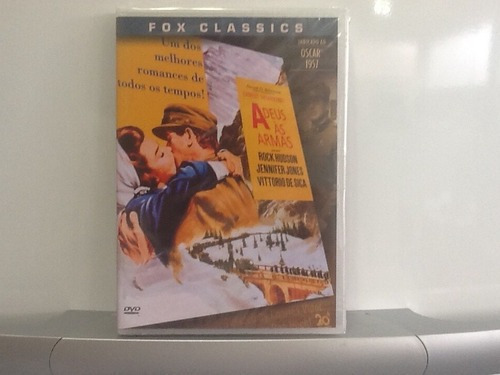 FOX CLASSICS
Um dos
melhores
romances de
todos os tempos!
OSCAR
1957
ADEUS
ÀS
ARMAS
ROCK HUDSON
JENNIFER JONES
VITTORIO DE SICA
DVD